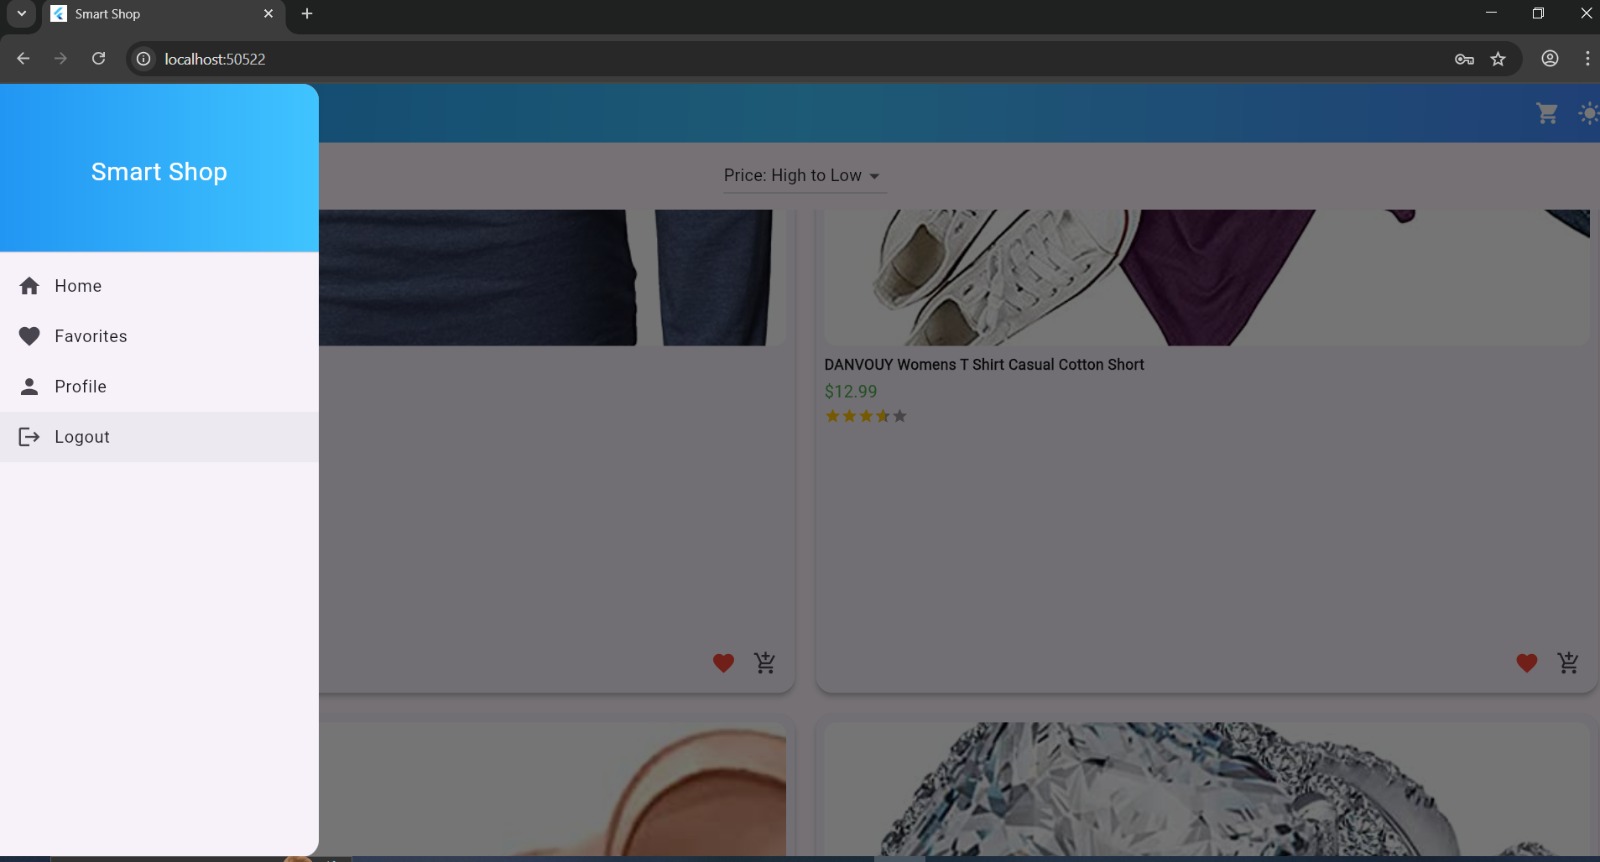 Smart Shop
localhost:50522
Smart Shop
Price: High to Low
Home
Favorites
Profile
Logout
DANVOUY Womens T Shirt Casual Cotton Short
$12.99